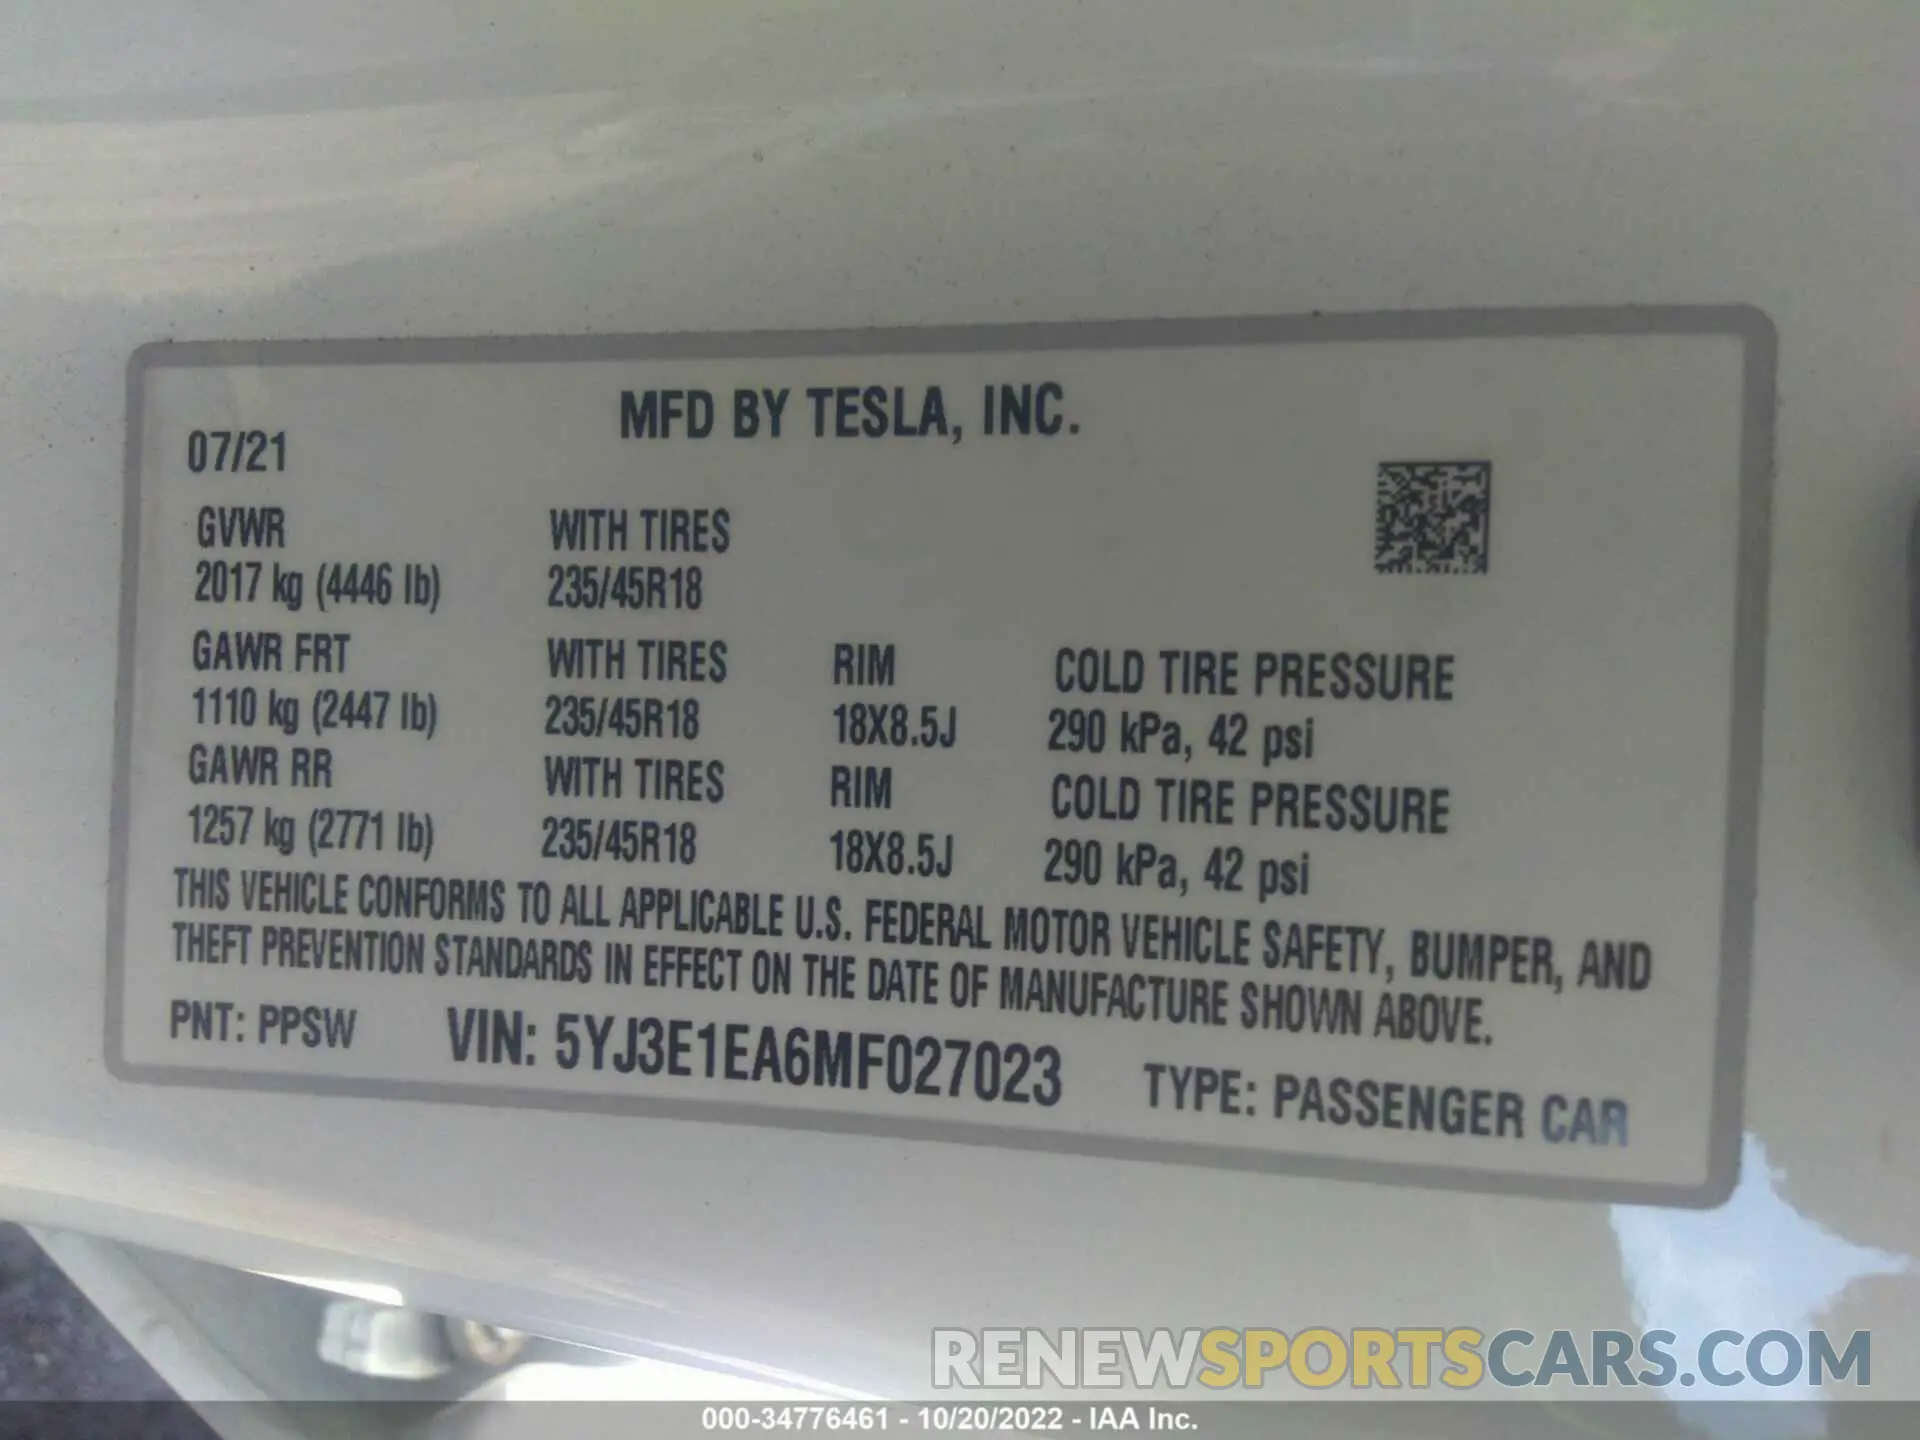 MFD BY TESLA, INC.
07/21
GVWR WITH TIRES
2017 kg (4446 lb) 235/45R18
GAWR FRT WITH TIRES RIM COLD TIRE PRESSURE
1110 kg (2447 lb) 235/45R18 18X8.5J 290 kPa, 42 psi
GAWR RR WITH TIRES RIM COLD TIRE PRESSURE
1257 kg (2771 lb) 235/45R18 18X8.5J 290 kPa, 42 psi
THIS VEHICLE CONFORMS TO ALL APPLICABLE U.S. FEDERAL MOTOR VEHICLE SAFETY, BUMPER, AND
THEFT PREVENTION STANDARDS IN EFFECT ON THE DATE OF MANUFACTURE SHOWN ABOVE.
PNT: PPSW VIN: 5YJ3E1EA6MF027023 TYPE: PASSENGER CAR
RENEWSPORTSCARS.COM
000-34776461 - 10/20/2022 - IAA Inc.